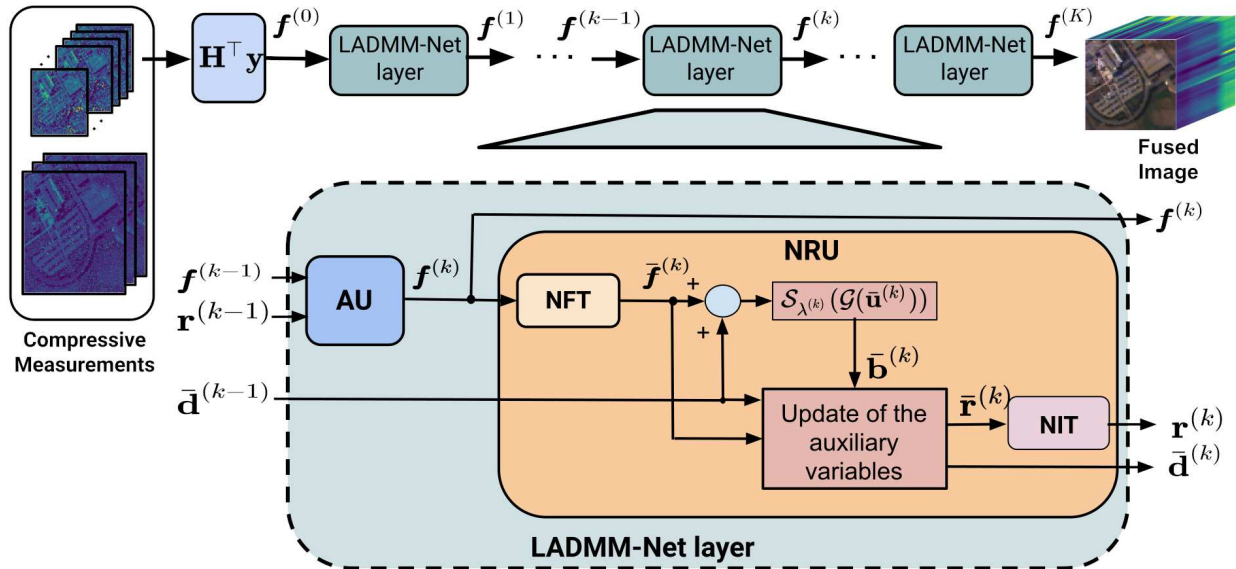 H⊤y
f(0)
LADMM-Net
layer
f(1)
· · ·
f(k−1)
LADMM-Net
layer
f(k)
· · ·
LADMM-Net
layer
f(K)
Fused
Image
Compressive
Measurements
f(k−1)
r(k−1)
d̄(k−1)
AU
f(k)
f(k)
NRU
NFT
f̄(k)
+
+
Sλ(k)(G(ū(k)))
b̄(k)
Update of the
auxiliary
variables
r̄(k)
NIT
r(k)
d̄(k)
LADMM-Net layer